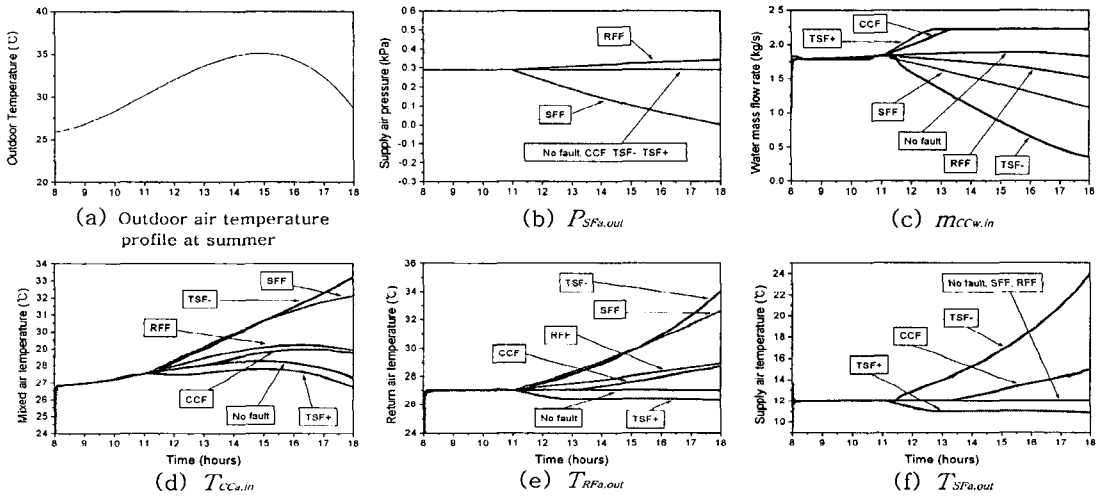 Outdoor Temperature (℃)
40
35
30
25
20
8 9 10 11 12 13 14 15 16 17 18
(a) Outdoor air temperature
profile at summer
Supply air pressure (kPa)
0.6
0.5
0.4
0.3
0.2
0.1
0.0
-0.1
-0.2
-0.3
RFF
SFF
No fault, CCF TSF- TSF+
8 9 10 11 12 13 14 15 16 17 18
(b) P SFa,out
Water mass flow rate (kg/s)
2.5
2.0
1.5
1.0
0.5
0.0
CCF
TSF+
SFF
No fault
RFF
TSF-
8 9 10 11 12 13 14 15 16 17 18
(c) m CCw,in
Mixed air temperature (℃)
34
33
32
31
30
29
28
27
26
25
24
SFF
TSF-
RFF
CCF
No fault
TSF+
8 9 10 11 12 13 14 15 16 17 18
Time (hours)
(d) T CCa,in
Return air temperature (℃)
36
34
32
30
28
26
24
TSF-
SFF
RFF
CCF
No fault
TSF+
8 9 10 11 12 13 14 15 16 17 18
Time (hours)
(e) T RFa,out
Supply air temperature (℃)
24
22
20
18
16
14
12
10
No fault, SFF, RFF
TSF-
CCF
TSF+
8 9 10 11 12 13 14 15 16 17 18
Time (hours)
(f) T SFa,out